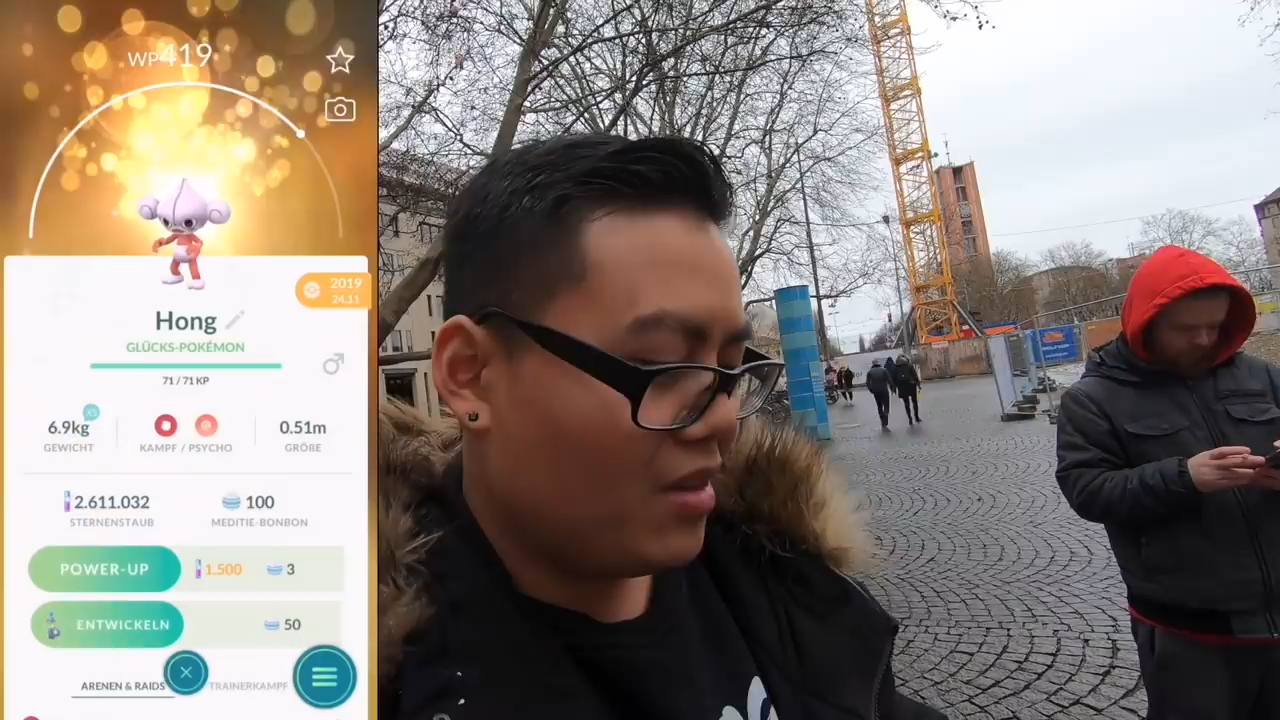 WP419
2019
24.11
Hong
GLÜCKS-POKÉMON
71 / 71 KP
XS
6.9kg
0.51m
GEWICHT
KAMPF / PSYCHO
GRÖßE
2.611.032
100
STERNENSTAUB
MEDITIE-BONBON
POWER-UP
1.500
3
ENTWICKELN
50
ARENEN & RAIDS
TRAINERKAMPF